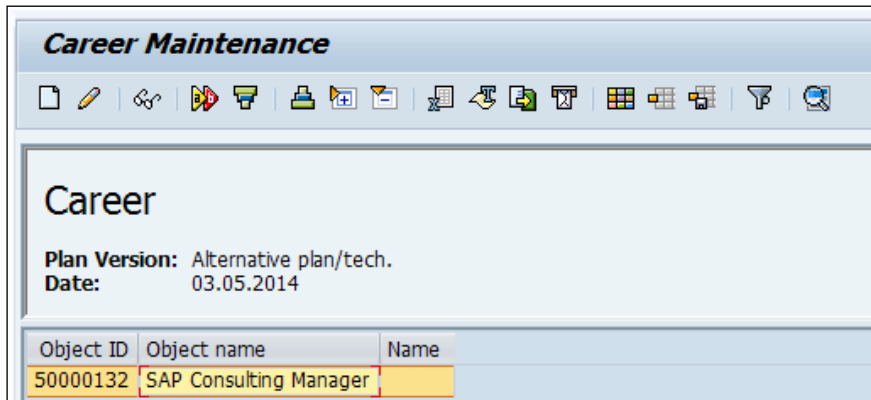 Career Maintenance
Career
Plan Version: Alternative plan/tech.
Date: 03.05.2014
Object ID Object name Name
50000132 SAP Consulting Manager